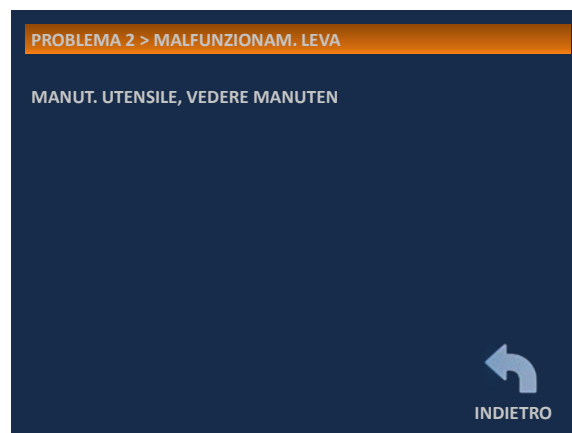 PROBLEMA 2 > MALFUNZIONAM. LEVA
MANUT. UTENSILE, VEDERE MANUTEN
INDIETRO